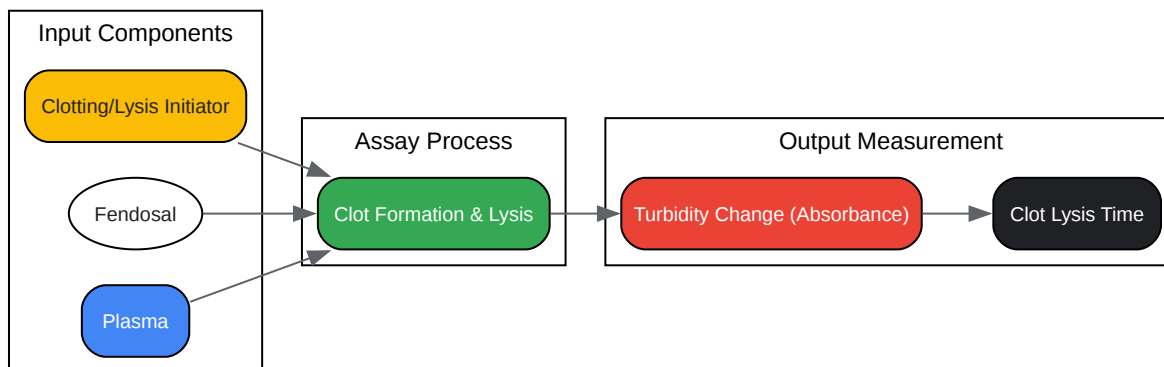 Input Components
Clotting/Lysis Initiator
Fendosal
Plasma
Assay Process
Clot Formation & Lysis
Output Measurement
Turbidity Change (Absorbance)
Clot Lysis Time